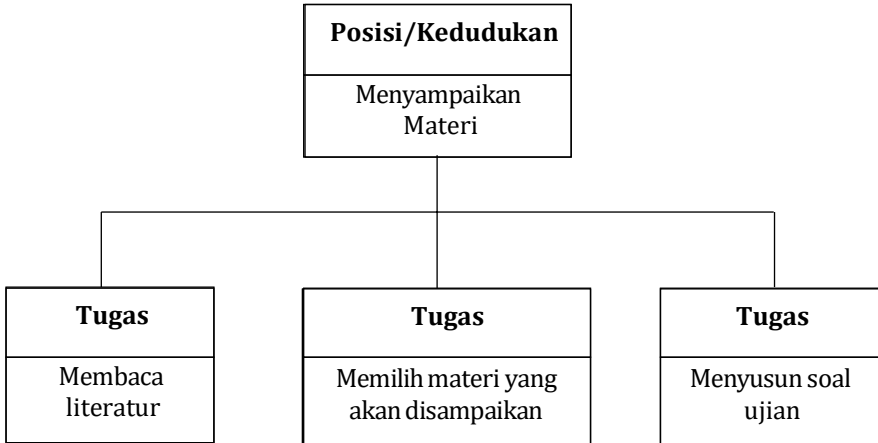 Posisi/Kedudukan
Menyampaikan
Materi
Tugas
Membaca
literatur
Tugas
Memilih materi yang
akan disampaikan
Tugas
Menyusun soal
ujian